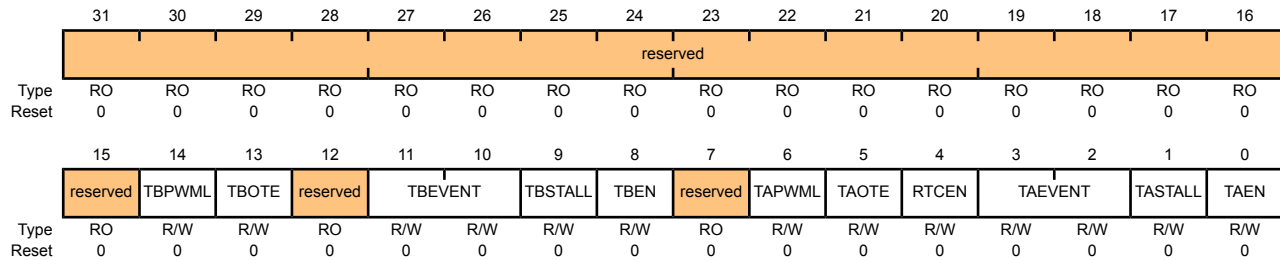 31 30 29 28 27 26 25 24 23 22 21 20 19 18 17 16
reserved
Type RO RO RO RO RO RO RO RO RO RO RO RO RO RO RO RO
Reset 0 0 0 0 0 0 0 0 0 0 0 0 0 0 0 0
15 14 13 12 11 10 9 8 7 6 5 4 3 2 1 0
reserved TBPWML TBOTE reserved TBEVENT TBSTALL TBEN reserved TAPWML TAOTE RTCEN TAEVENT TASTALL TAEN
Type RO R/W R/W RO R/W R/W R/W R/W RO R/W R/W R/W R/W R/W R/W R/W
Reset 0 0 0 0 0 0 0 0 0 0 0 0 0 0 0 0